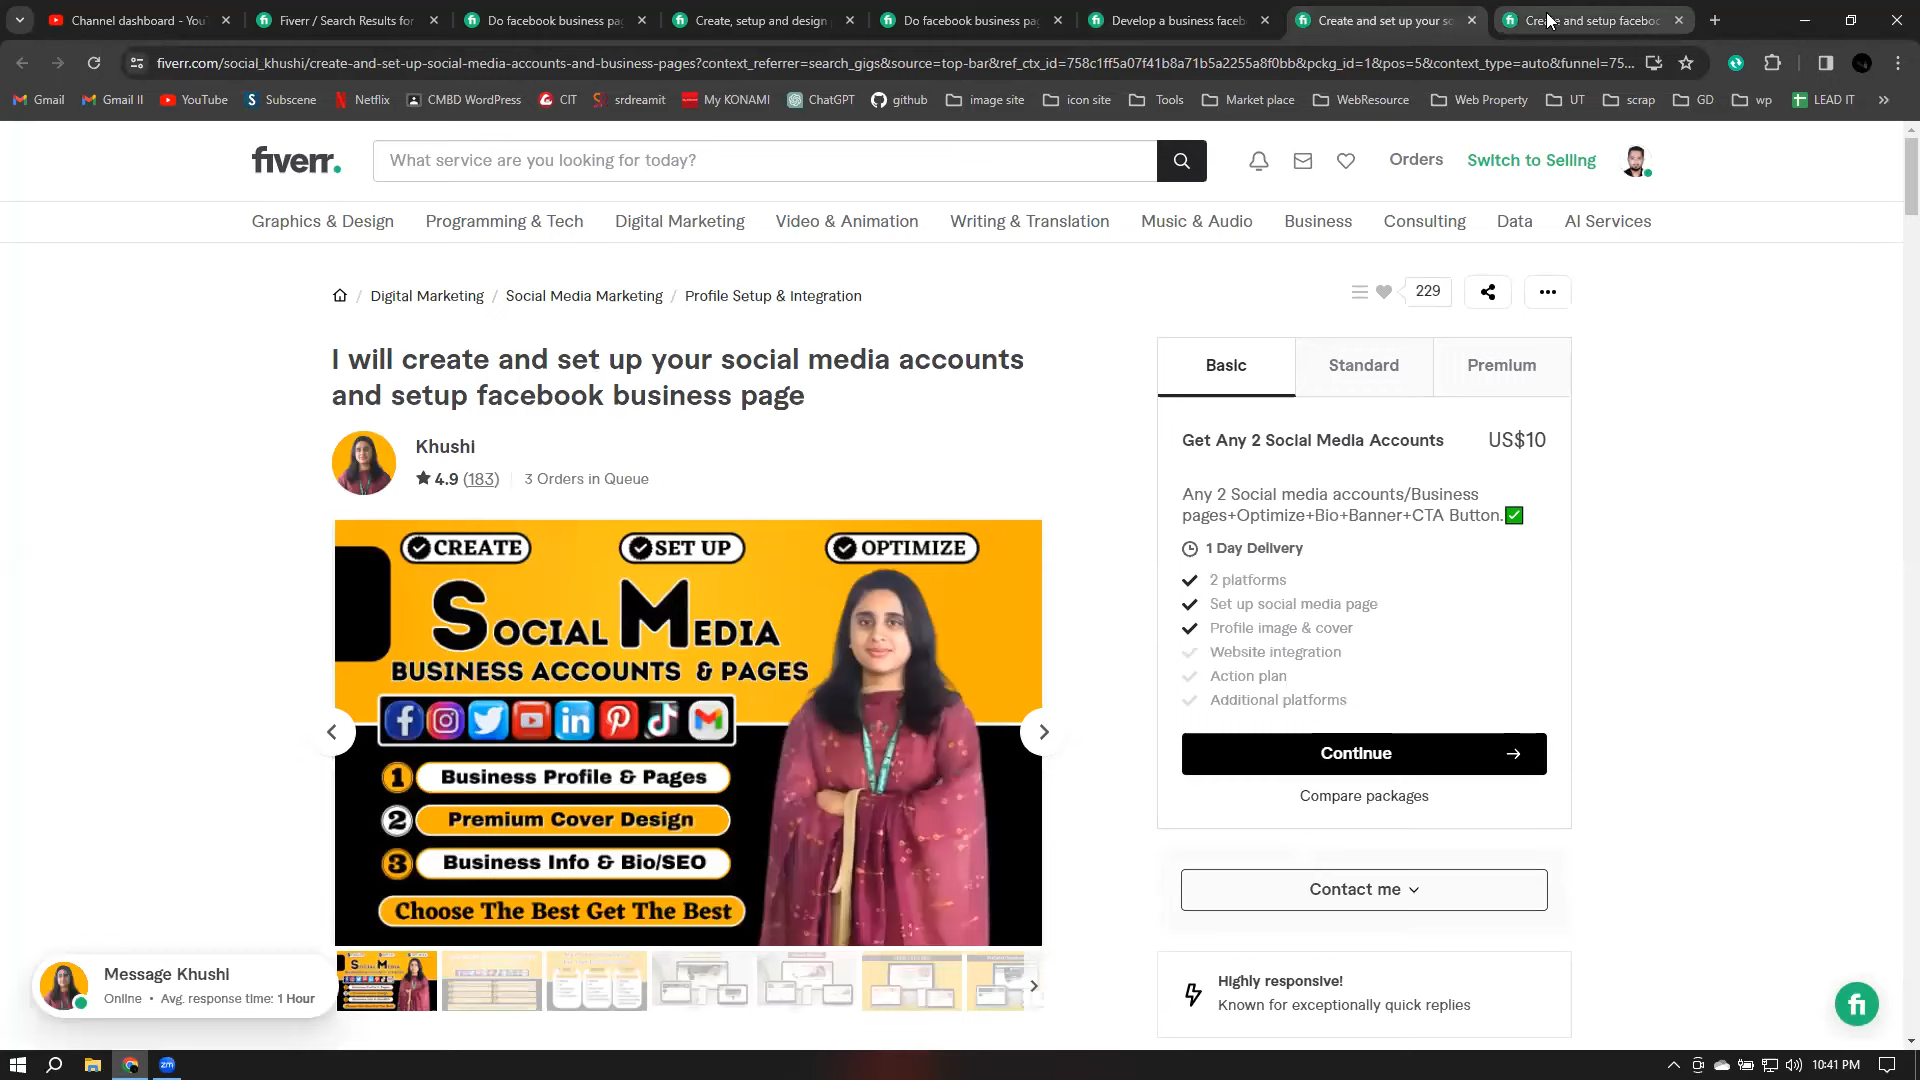 Channel dashboard - You
Fiverr / Search Results for
Do facebook business pa
Create, setup and design
Do facebook business pa
Develop a business faceb
Create and set up your so
Create and setup faceboo
fiverr.com/social_khushi/create-and-set-up-social-media-accounts-and-business-pages?context_referrer=search_gigs&source=top-bar&ref_ctx_id=758c1ff5a07f41b8a71b5a2255a8f0bb&pckg_id=1&pos=5&context_type=auto&funnel=75...
Gmail
Gmail II
YouTube
Subscene
Netflix
CMBD WordPress
CIT
srdreamit
My KONAMI
ChatGPT
github
image site
icon site
Tools
Market place
WebResource
Web Property
UT
scrap
GD
wp
LEAD IT
fiverr.
What service are you looking for today?
Orders
Switch to Selling
Graphics & Design
Programming & Tech
Digital Marketing
Video & Animation
Writing & Translation
Music & Audio
Business
Consulting
Data
AI Services
Digital Marketing / Social Media Marketing / Profile Setup & Integration
229
I will create and set up your social media accounts
and setup facebook business page
Khushi
4.9 (183)
3 Orders in Queue
CREATE
SET UP
OPTIMIZE
SOCIAL MEDIA
BUSINESS ACCOUNTS & PAGES
1 Business Profile & Pages
2 Premium Cover Design
3 Business Info & Bio/SEO
Choose The Best Get The Best
Basic
Standard
Premium
Get Any 2 Social Media Accounts
US$10
Any 2 Social media accounts/Business
pages+Optimize+Bio+Banner+CTA Button.✅
1 Day Delivery
2 platforms
Set up social media page
Profile image & cover
Website integration
Action plan
Additional platforms
Continue
Compare packages
Contact me
Highly responsive!
Known for exceptionally quick replies
Message Khushi
Online • Avg. response time: 1 Hour
fi
zm
10:41 PM